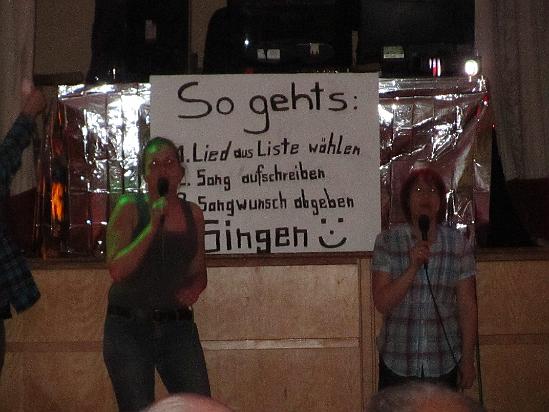 So gehts:
1. Lied aus Liste wählen
2. Song aufschreiben
3. Songwunsch abgeben
Singen